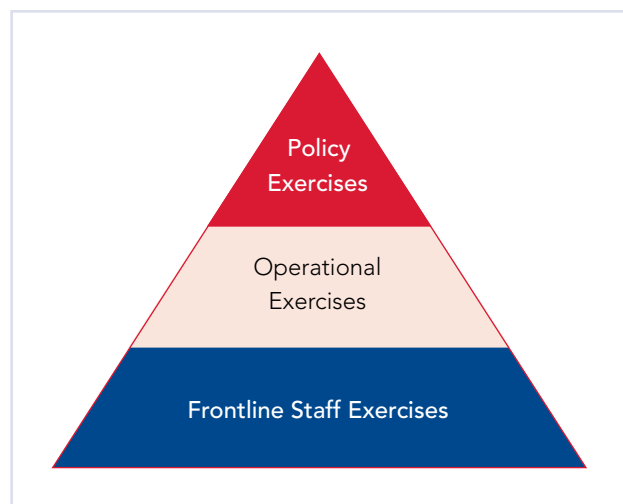 Policy
Exercises
Operational
Exercises
Frontline Staff Exercises